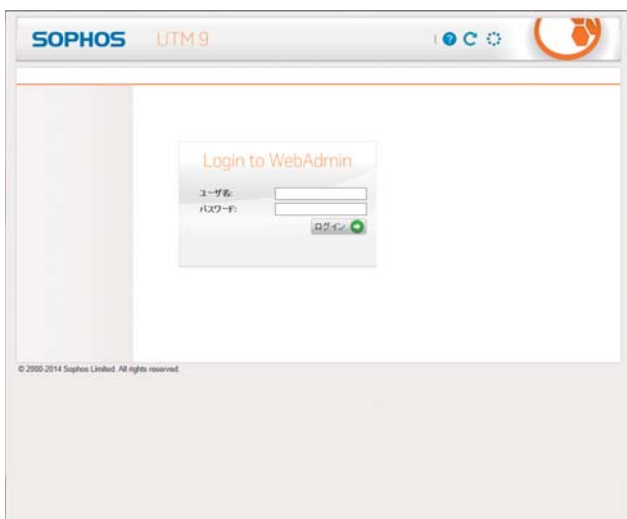 SOPHOS UTM 9
Login to WebAdmin
ユーザ名:
パスワード:
ログイン
© 2000-2014 Sophos Limited. All rights reserved.